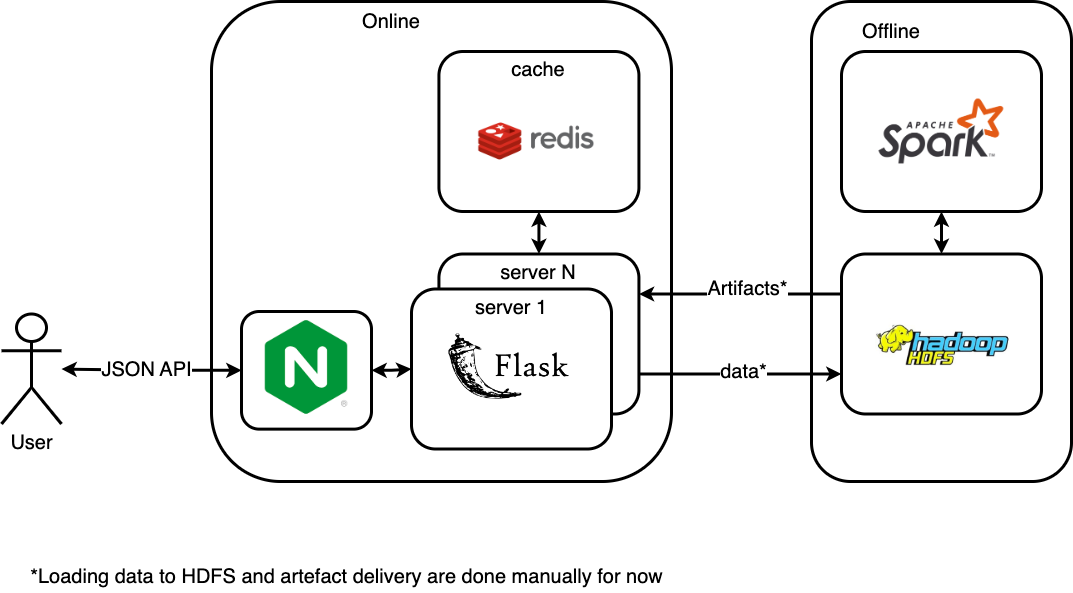 Online
Offline
cache
redis
APACHE
Spark
TM
server N
server 1
Artifacts*
Flask
hadoop
HDFS
JSON API
N
®
data*
User
*Loading data to HDFS and artefact delivery are done manually for now